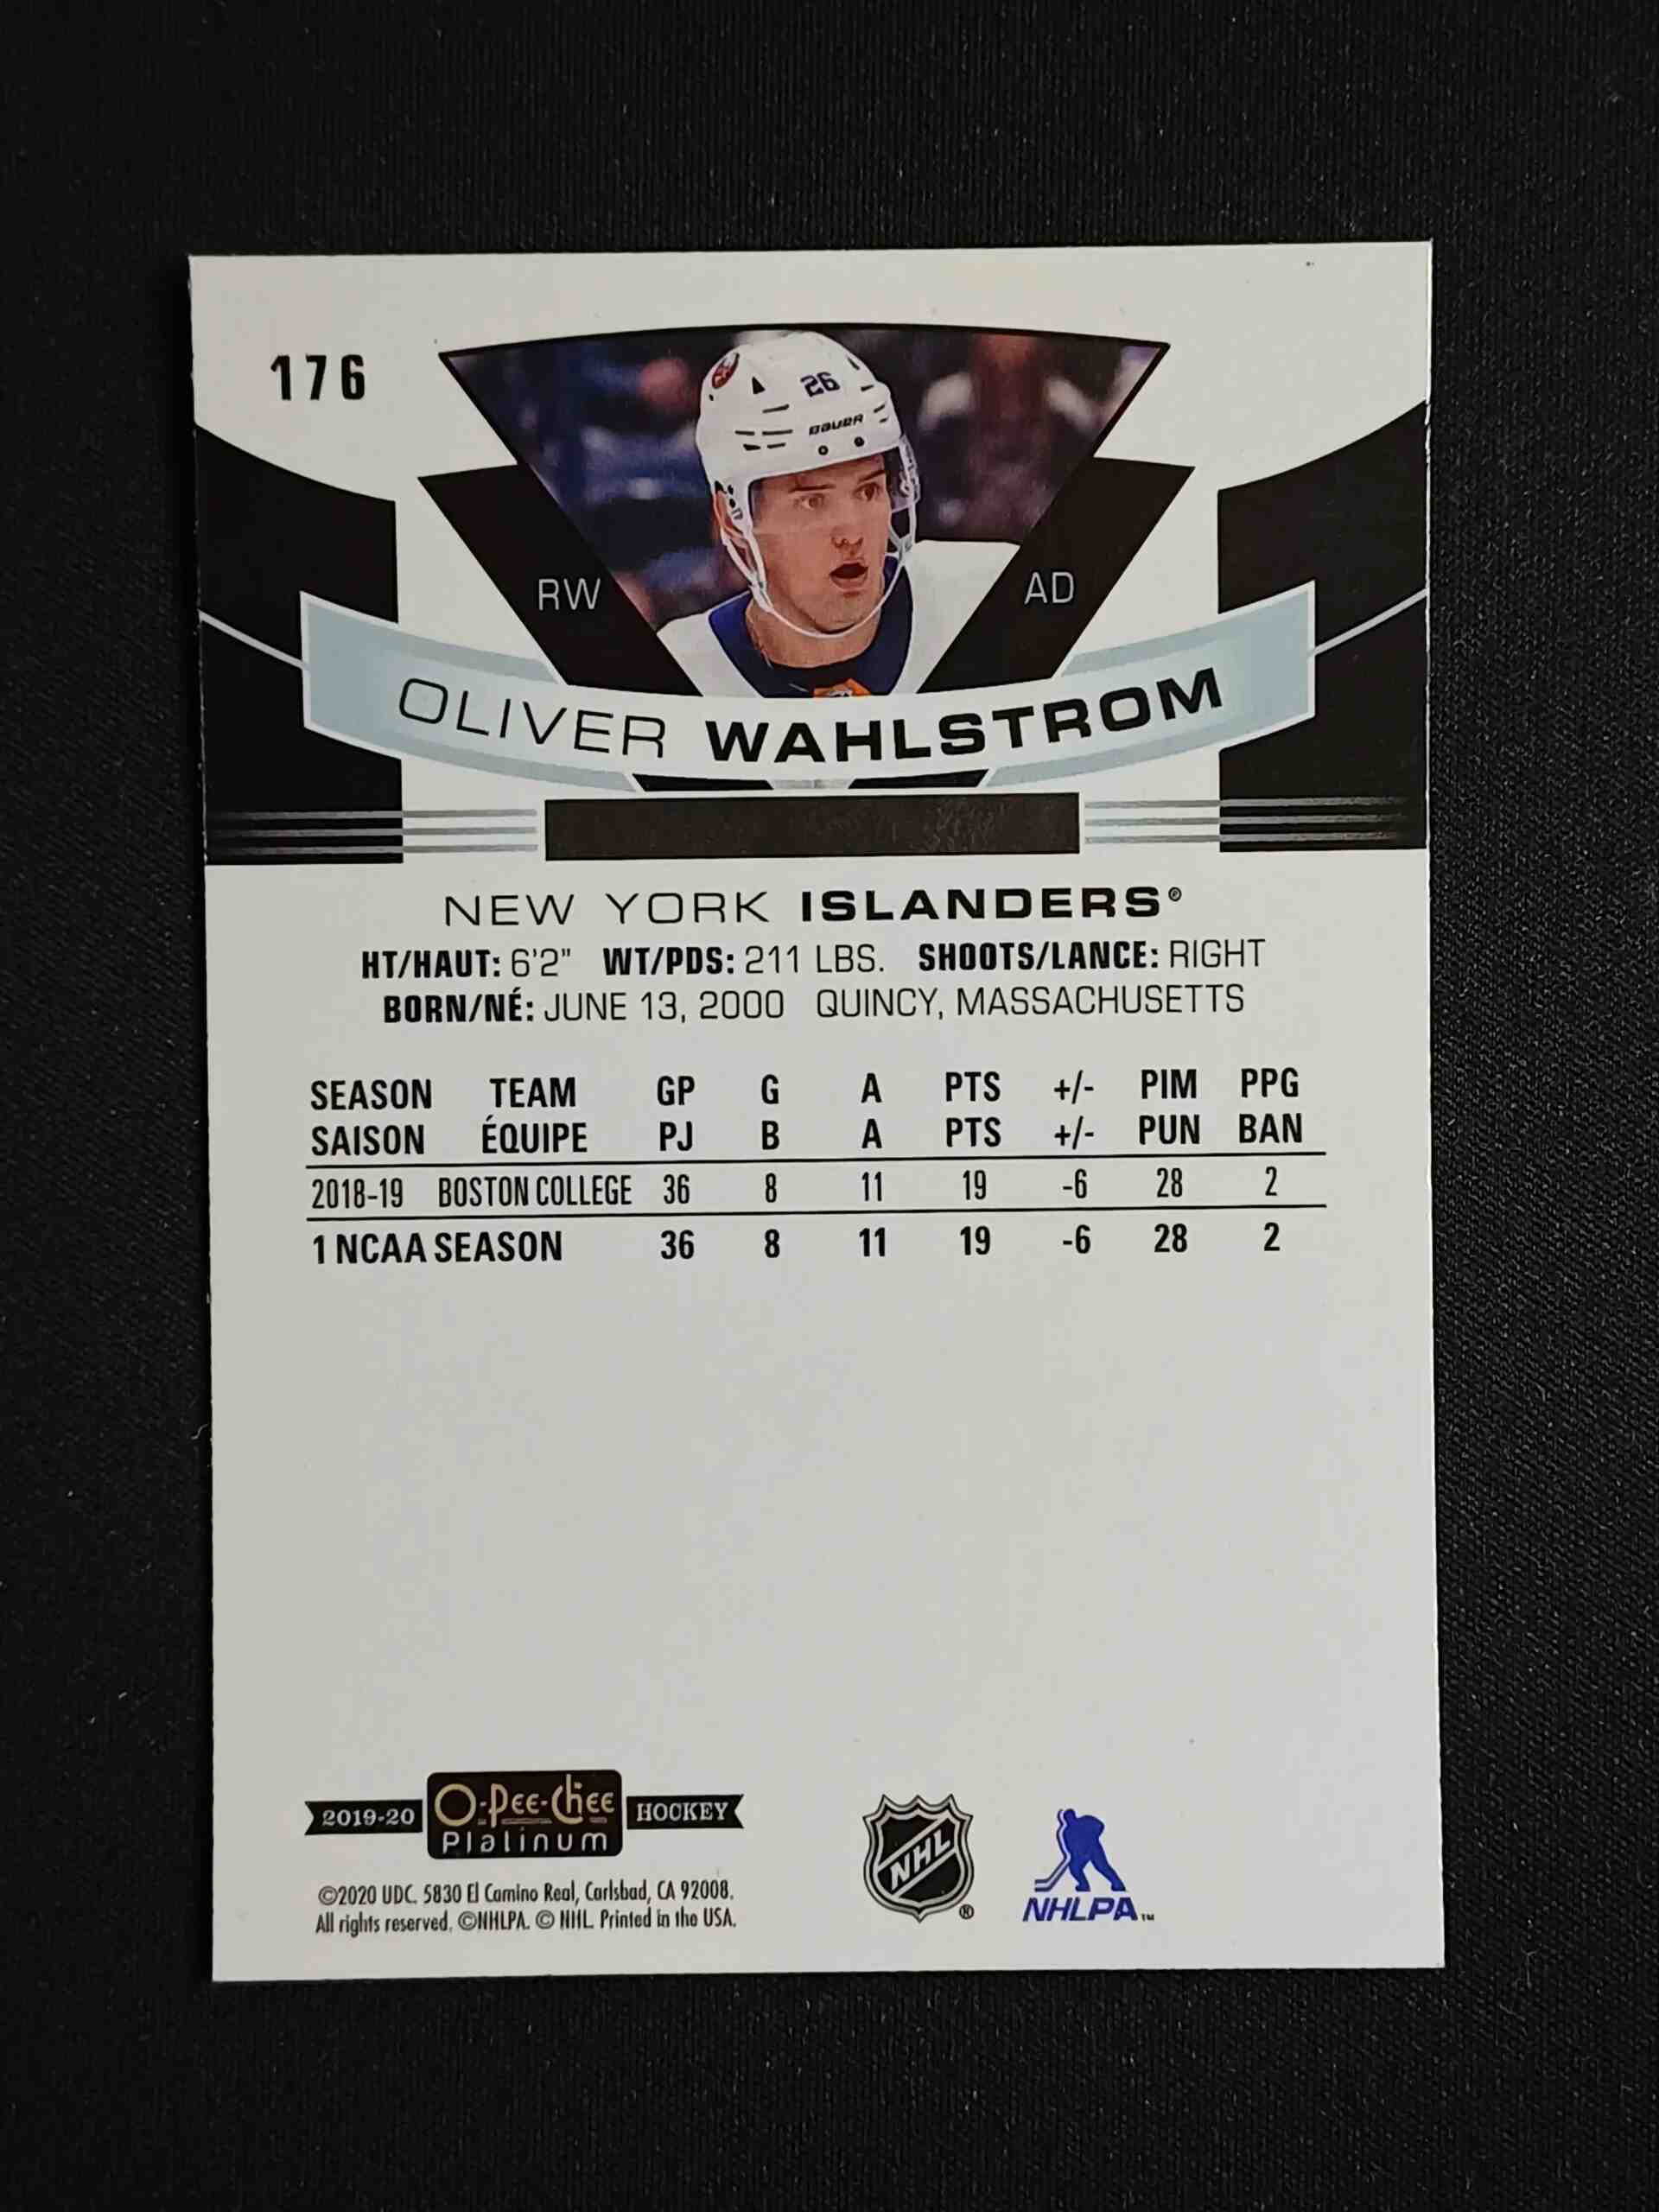 176
26
BAUER
RW AD
OLIVER WAHLSTROM
NEW YORK ISLANDERS®
HT/HAUT: 6'2" WT/PDS: 211 LBS. SHOOTS/LANCE: RIGHT
BORN/NÉ: JUNE 13, 2000 QUINCY, MASSACHUSETTS
SEASON TEAM GP G A PTS +/- PIM PPG
SAISON ÉQUIPE PJ B A PTS +/- PUN BAN
2018-19 BOSTON COLLEGE 36 8 11 19 -6 28 2
1 NCAA SEASON 36 8 11 19 -6 28 2
2019-20 O-Pee-Chee HOCKEY
Platinum
©2020 UDC. 5830 El Camino Real, Carlsbad, CA 92008.
All rights reserved. ©NHLPA. © NHL. Printed in the USA.
NHL ®
NHLPA™